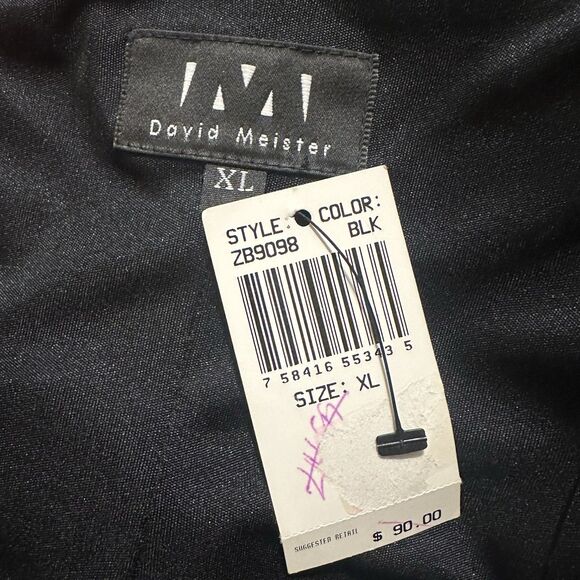 David Meister
XL
STYLE: COLOR:
ZB9098 BLK
7 58416 55343 5
SIZE: XL
SUGGESTED RETAIL $ 90.00